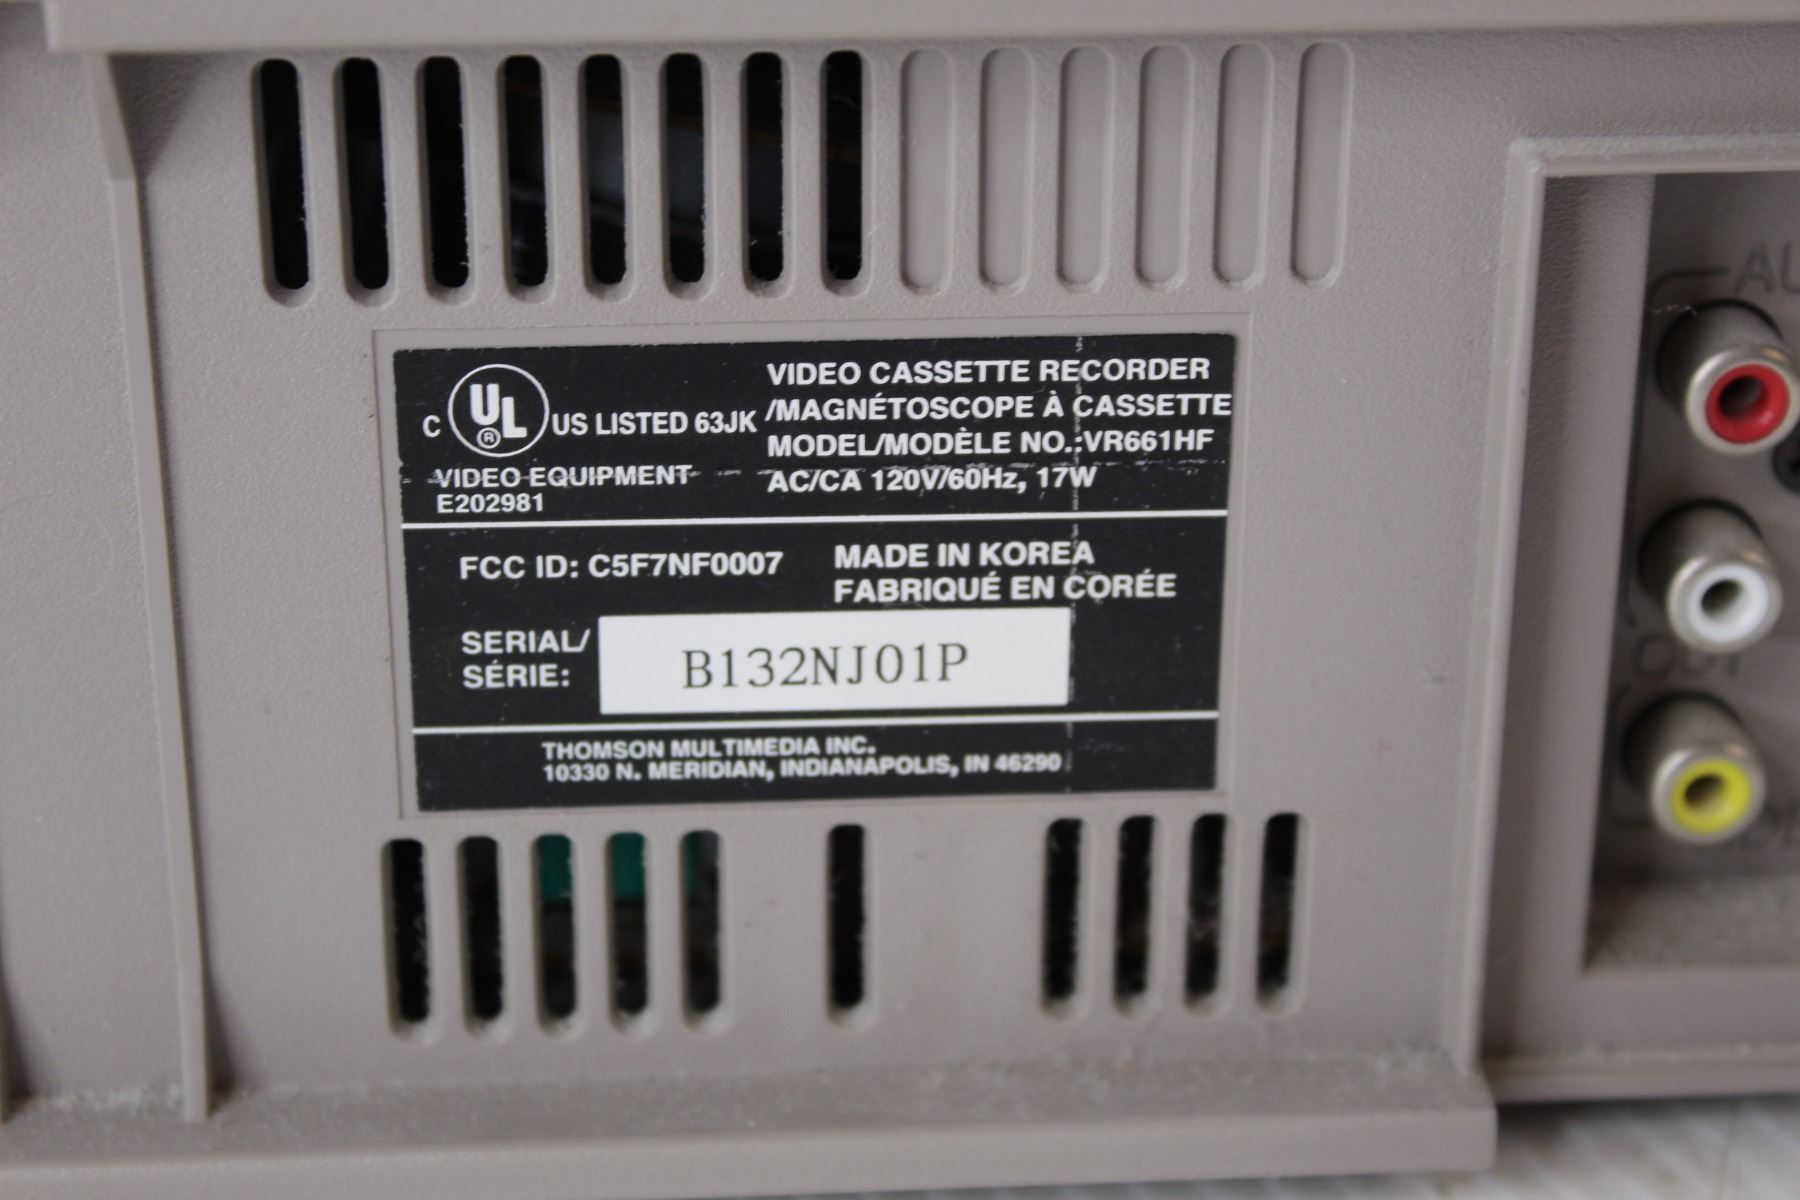 C UL ® US LISTED 63JK
VIDEO EQUIPMENT
E202981
VIDEO CASSETTE RECORDER
/MAGNÉTOSCOPE À CASSETTE
MODEL/MODÈLE NO.:VR661HF
AC/CA 120V/60Hz, 17W
FCC ID: C5F7NF0007
MADE IN KOREA
FABRIQUÉ EN CORÉE
SERIAL/
SÉRIE:
B132NJ01P
THOMSON MULTIMEDIA INC.
10330 N. MERIDIAN, INDIANAPOLIS, IN 46290